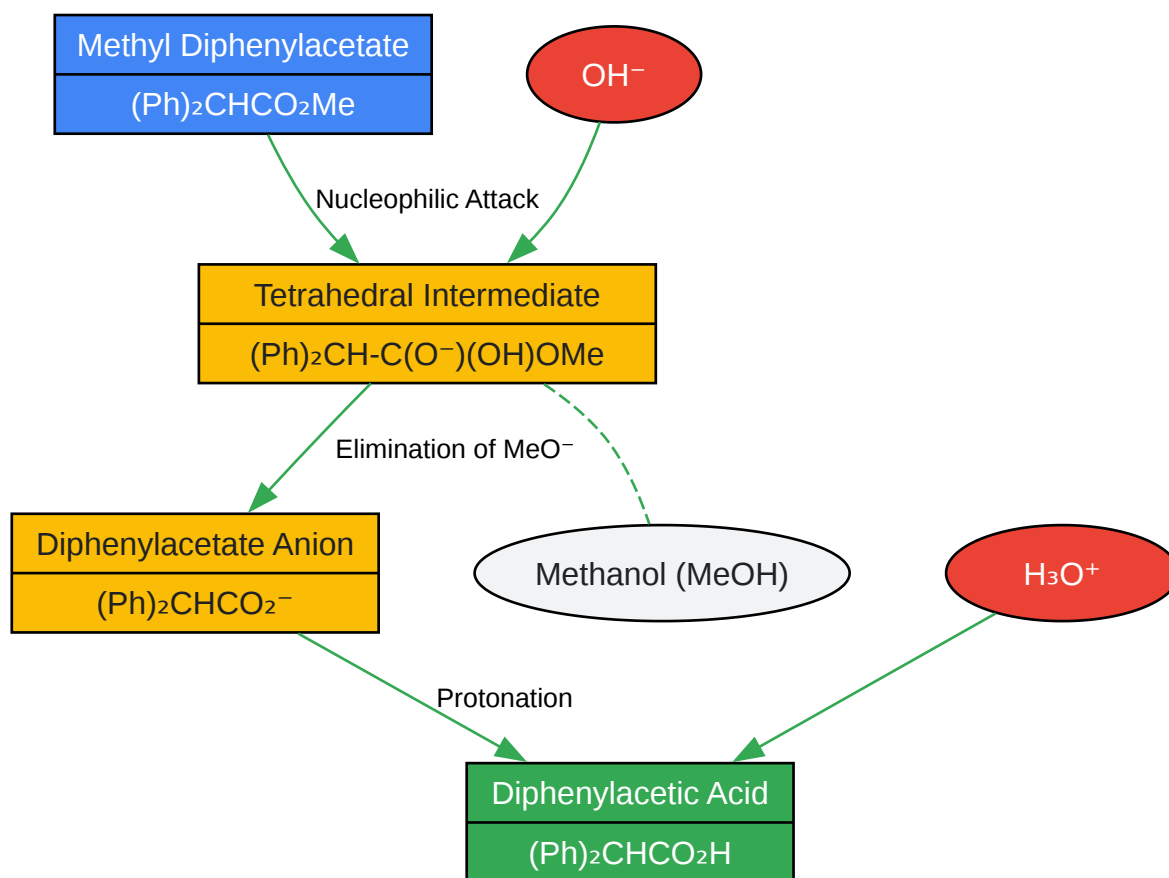 Methyl Diphenylacetate
(Ph)₂CHCO₂Me
OH⁻
Nucleophilic Attack
Tetrahedral Intermediate
(Ph)₂CH-C(O⁻)(OH)OMe
Elimination of MeO⁻
Diphenylacetate Anion
(Ph)₂CHCO₂⁻
Methanol (MeOH)
H₃O⁺
Protonation
Diphenylacetic Acid
(Ph)₂CHCO₂H